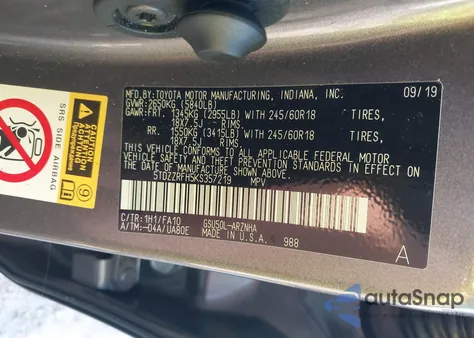 MFD. BY:TOYOTA MOTOR MANUFACTURING, INDIANA, INC. 09/19
GVWR: 2650KG (5840LB)
GAWR:FRT. 1345KG (2955LB) WITH 245/60R18 TIRES,
18X7.5J RIMS
RR. 1550KG (3415LB) WITH 245/60R18 TIRES,
18X7.5J RIMS
THIS VEHICLE CONFORMS TO ALL APPLICABLE FEDERAL MOTOR
VEHICLE SAFETY AND THEFT PREVENTION STANDARDS IN EFFECT ON
THE DATE OF MANUFACTURE SHOWN ABOVE.
MPV
C/TR:1H1/FA10 GSU50L-ARZNHA
A/TM:-04A/UA80E MADE IN U.S.A. 988
A
SRS SIDE AIRBAG
autoSnap